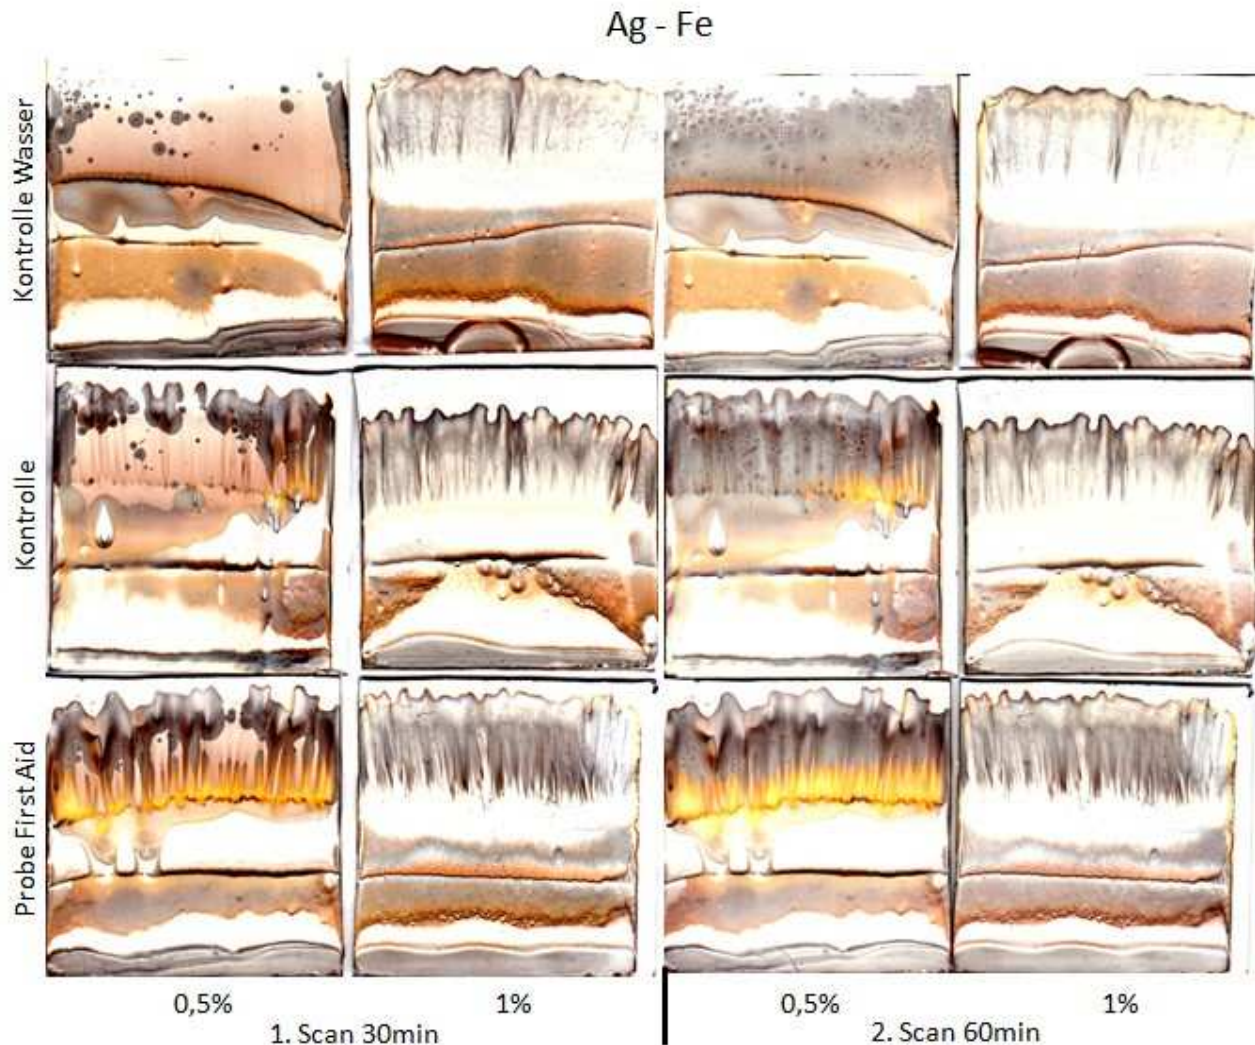 Ag - Fe
Kontrolle Wasser
Kontrolle
Probe First Aid
0,5%
1%
0,5%
1%
1. Scan 30min
2. Scan 60min